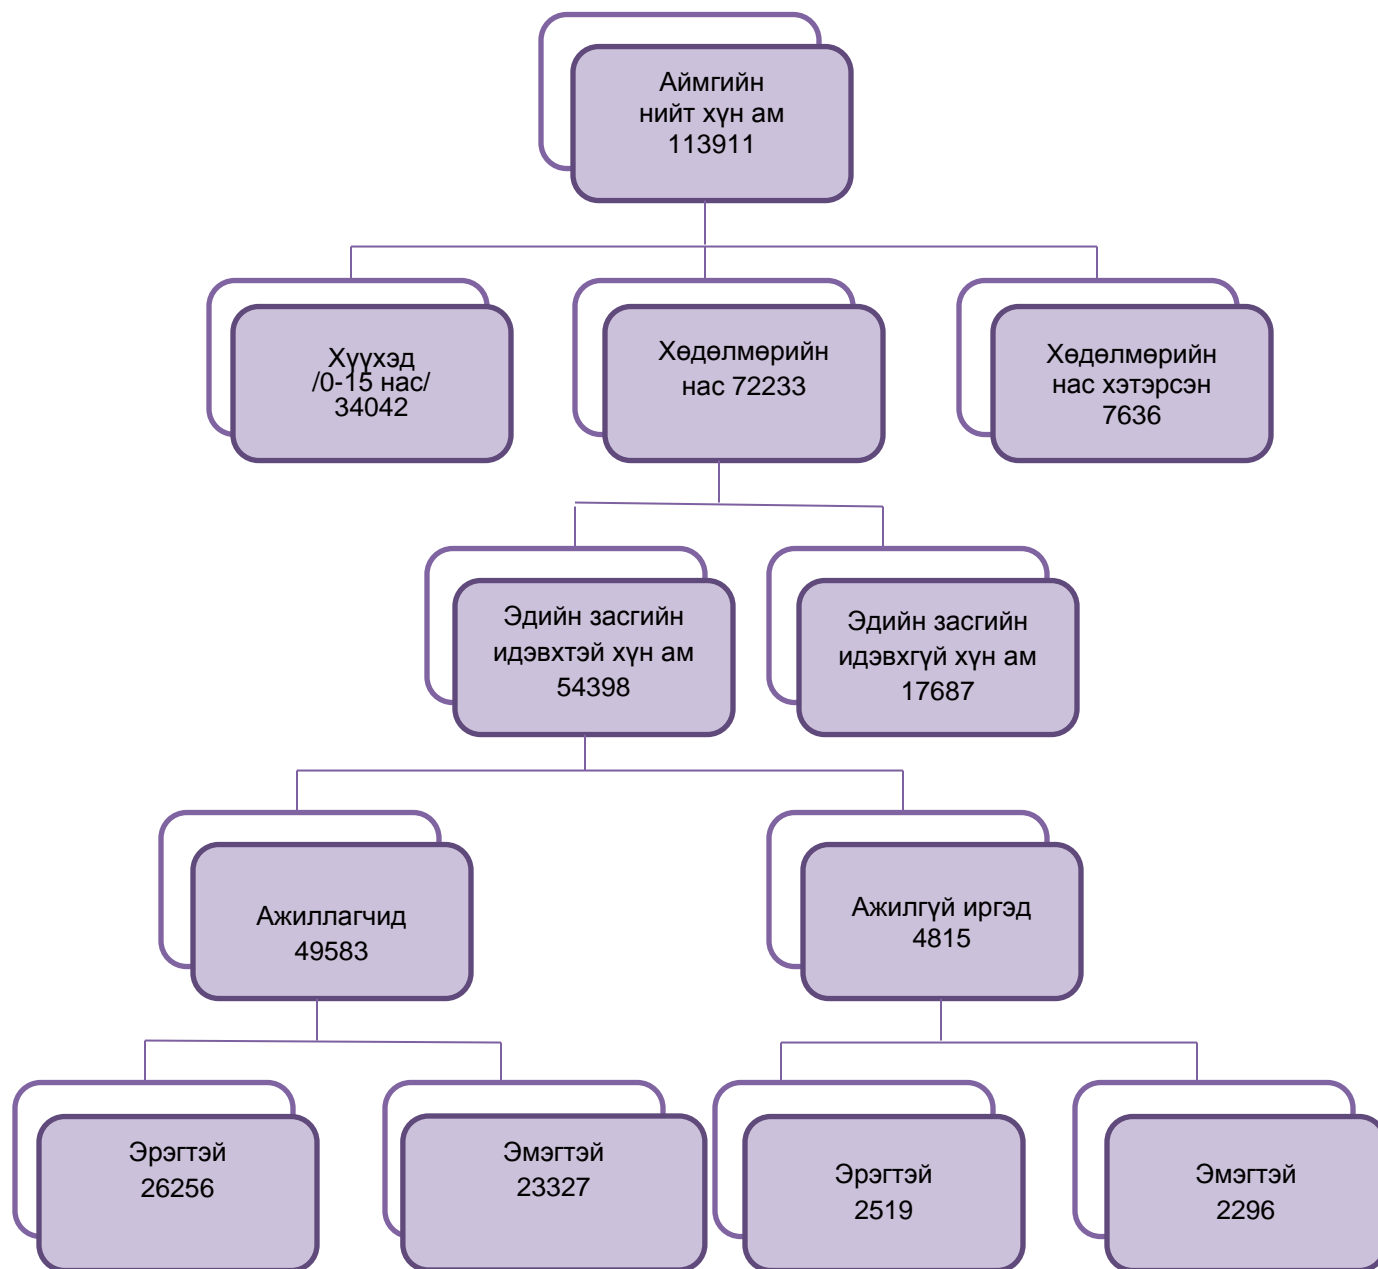 Аймгийн
нийт хүн ам
113911
Хүүхэд
/0-15 нас/
34042
Хөдөлмөрийн
нас 72233
Хөдөлмөрийн
нас хэтэрсэн
7636
Эдийн засгийн
идэвхтэй хүн ам
54398
Эдийн засгийн
идэвхгүй хүн ам
17687
Ажиллагчид
49583
Ажилгүй иргэд
4815
Эрэгтэй
26256
Эмэгтэй
23327
Эрэгтэй
2519
Эмэгтэй
2296